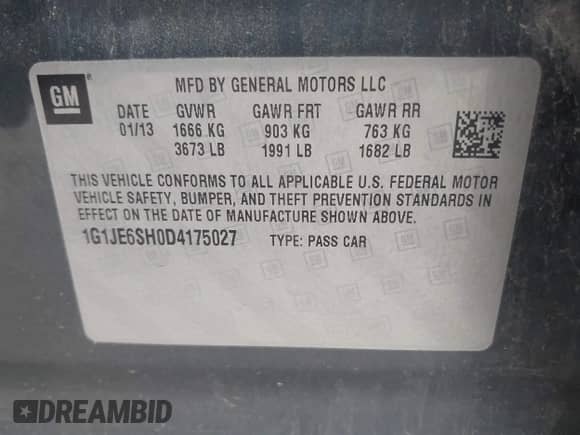 GM
MFD BY GENERAL MOTORS LLC
DATE GVWR GAWR FRT GAWR RR
01/13 1666 KG 903 KG 763 KG
3673 LB 1991 LB 1682 LB
THIS VEHICLE CONFORMS TO ALL APPLICABLE U.S. FEDERAL MOTOR
VEHICLE SAFETY, BUMPER, AND THEFT PREVENTION STANDARDS IN
EFFECT ON THE DATE OF MANUFACTURE SHOWN ABOVE.
1G1JE6SH0D4175027 TYPE: PASS CAR
DREAMBID